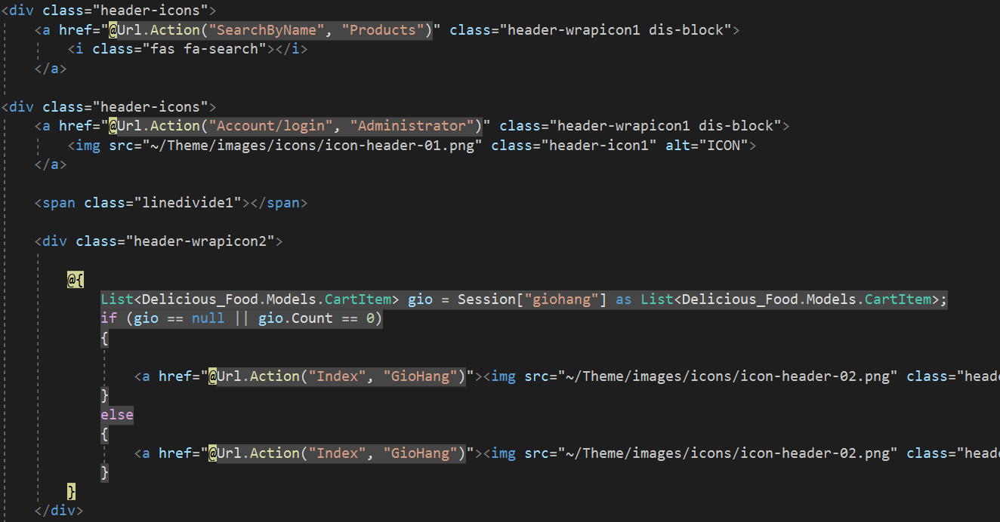 <div class="header-icons">
<a href="@Url.Action("SearchByName", "Products")" class="header-wrapicon1 dis-block">
<i class="fas fa-search"></i>
</a>
<div class="header-icons">
<a href="@Url.Action("Account/login", "Administrator")" class="header-wrapicon1 dis-block">
<img src="~/Theme/images/icons/icon-header-01.png" class="header-icon1" alt="ICON">
</a>
<span class="linedivide1"></span>
<div class="header-wrapicon2">
@{
List<Delicious_Food.Models.CartItem> gio = Session["giohang"] as List<Delicious_Food.Models.CartItem>;
if (gio == null || gio.Count == 0)
{
<a href="@Url.Action("Index", "GioHang")"><img src="~/Theme/images/icons/icon-header-02.png" class="heade
}
else
{
<a href="@Url.Action("Index", "GioHang")"><img src="~/Theme/images/icons/icon-header-02.png" class="heade
}
}
</div>